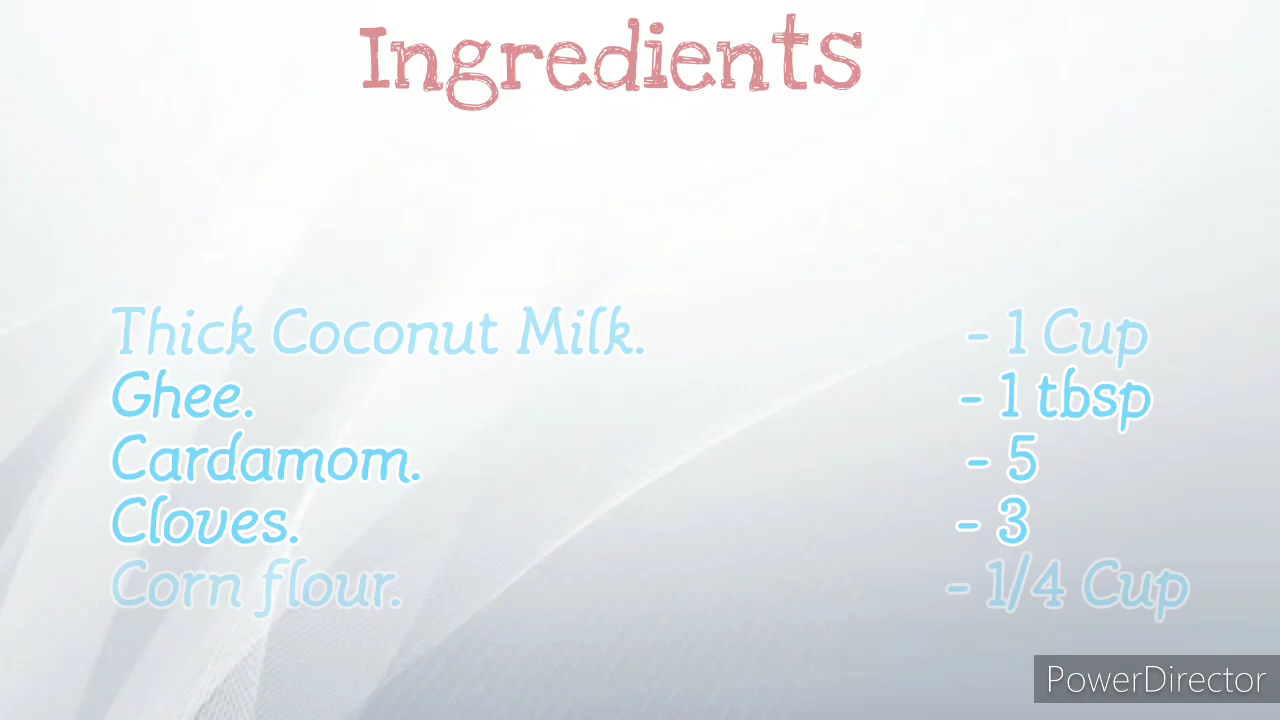 Ingredients
Thick Coconut Milk. - 1 Cup
Ghee. - 1 tbsp
Cardamom. - 5
Cloves. - 3
Corn flour. - 1/4 Cup
PowerDirector